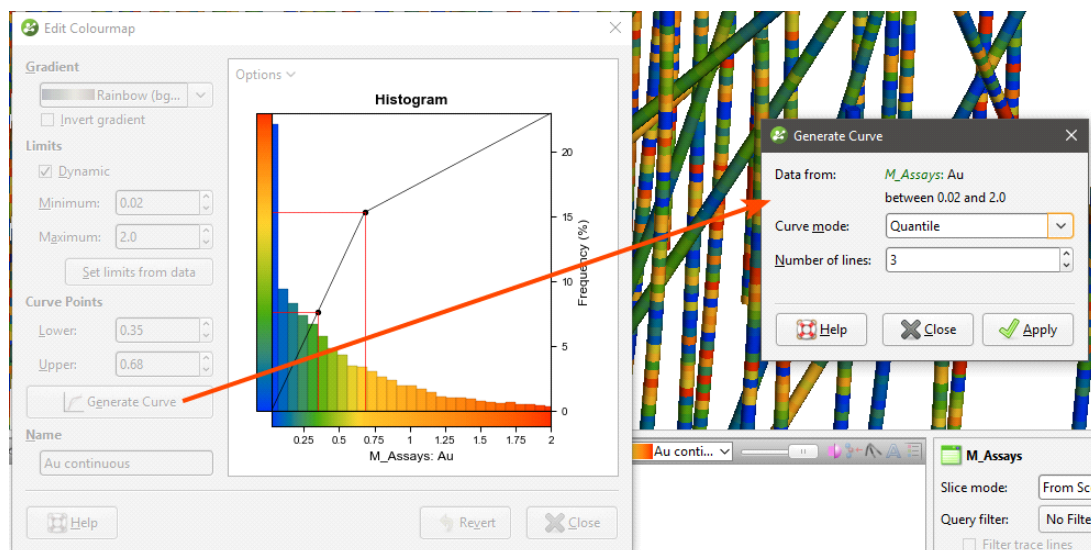 Edit Colourmap
Gradient
Rainbow (bg...
Invert gradient
Limits
Dynamic
Minimum: 0.02
Maximum: 2.0
Set limits from data
Curve Points
Lower: 0.35
Upper: 0.68
Generate Curve
Name
Au continuous
Help
Revert
Close
Options
Histogram
20
15
10
5
0
Frequency (%)
0.25 0.5 0.75 1 1.25 1.5 1.75 2
M_Assays: Au
Generate Curve
Data from: M_Assays: Au
between 0.02 and 2.0
Curve mode: Quantile
Number of lines: 3
Help
Close
Apply
Au conti...
M_Assays
Slice mode: From Sc
Query filter: No Filte
Filter trace lines